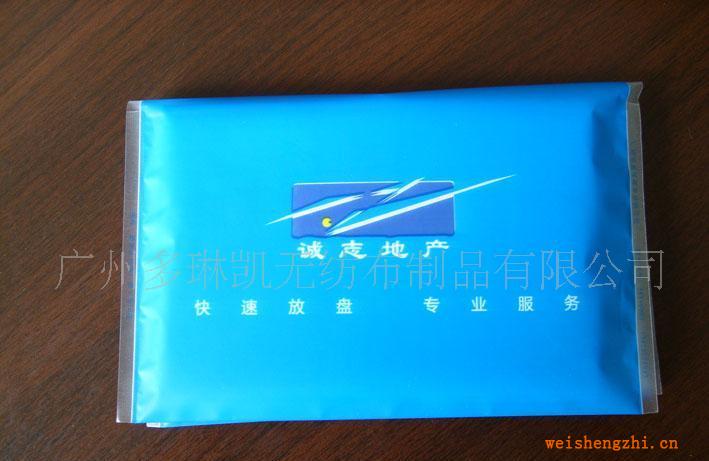 诚志地产
广州多琳凯无纺布制品有限公司
快速放盘 专业服务
weishengzhi.cn